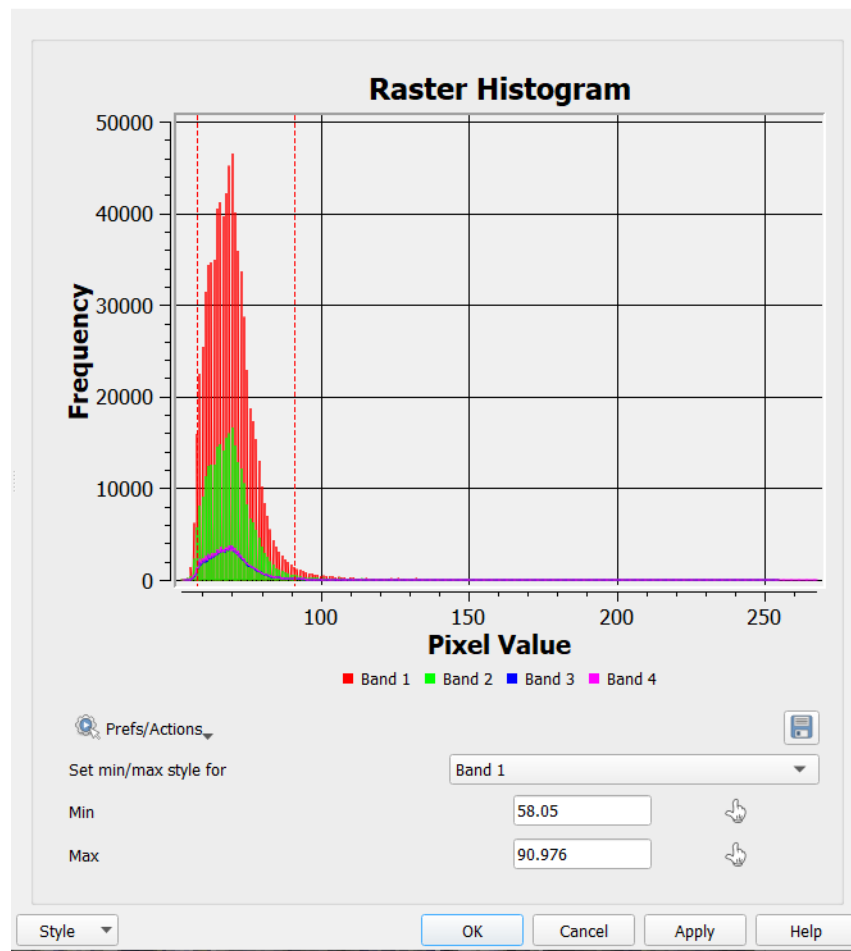 Raster Histogram
50000
40000
30000
20000
10000
0
Frequency
100 150 200 250
Pixel Value
Band 1 Band 2 Band 3 Band 4
Prefs/Actions
Set min/max style for Band 1
Min 58.05
Max 90.976
Style OK Cancel Apply Help